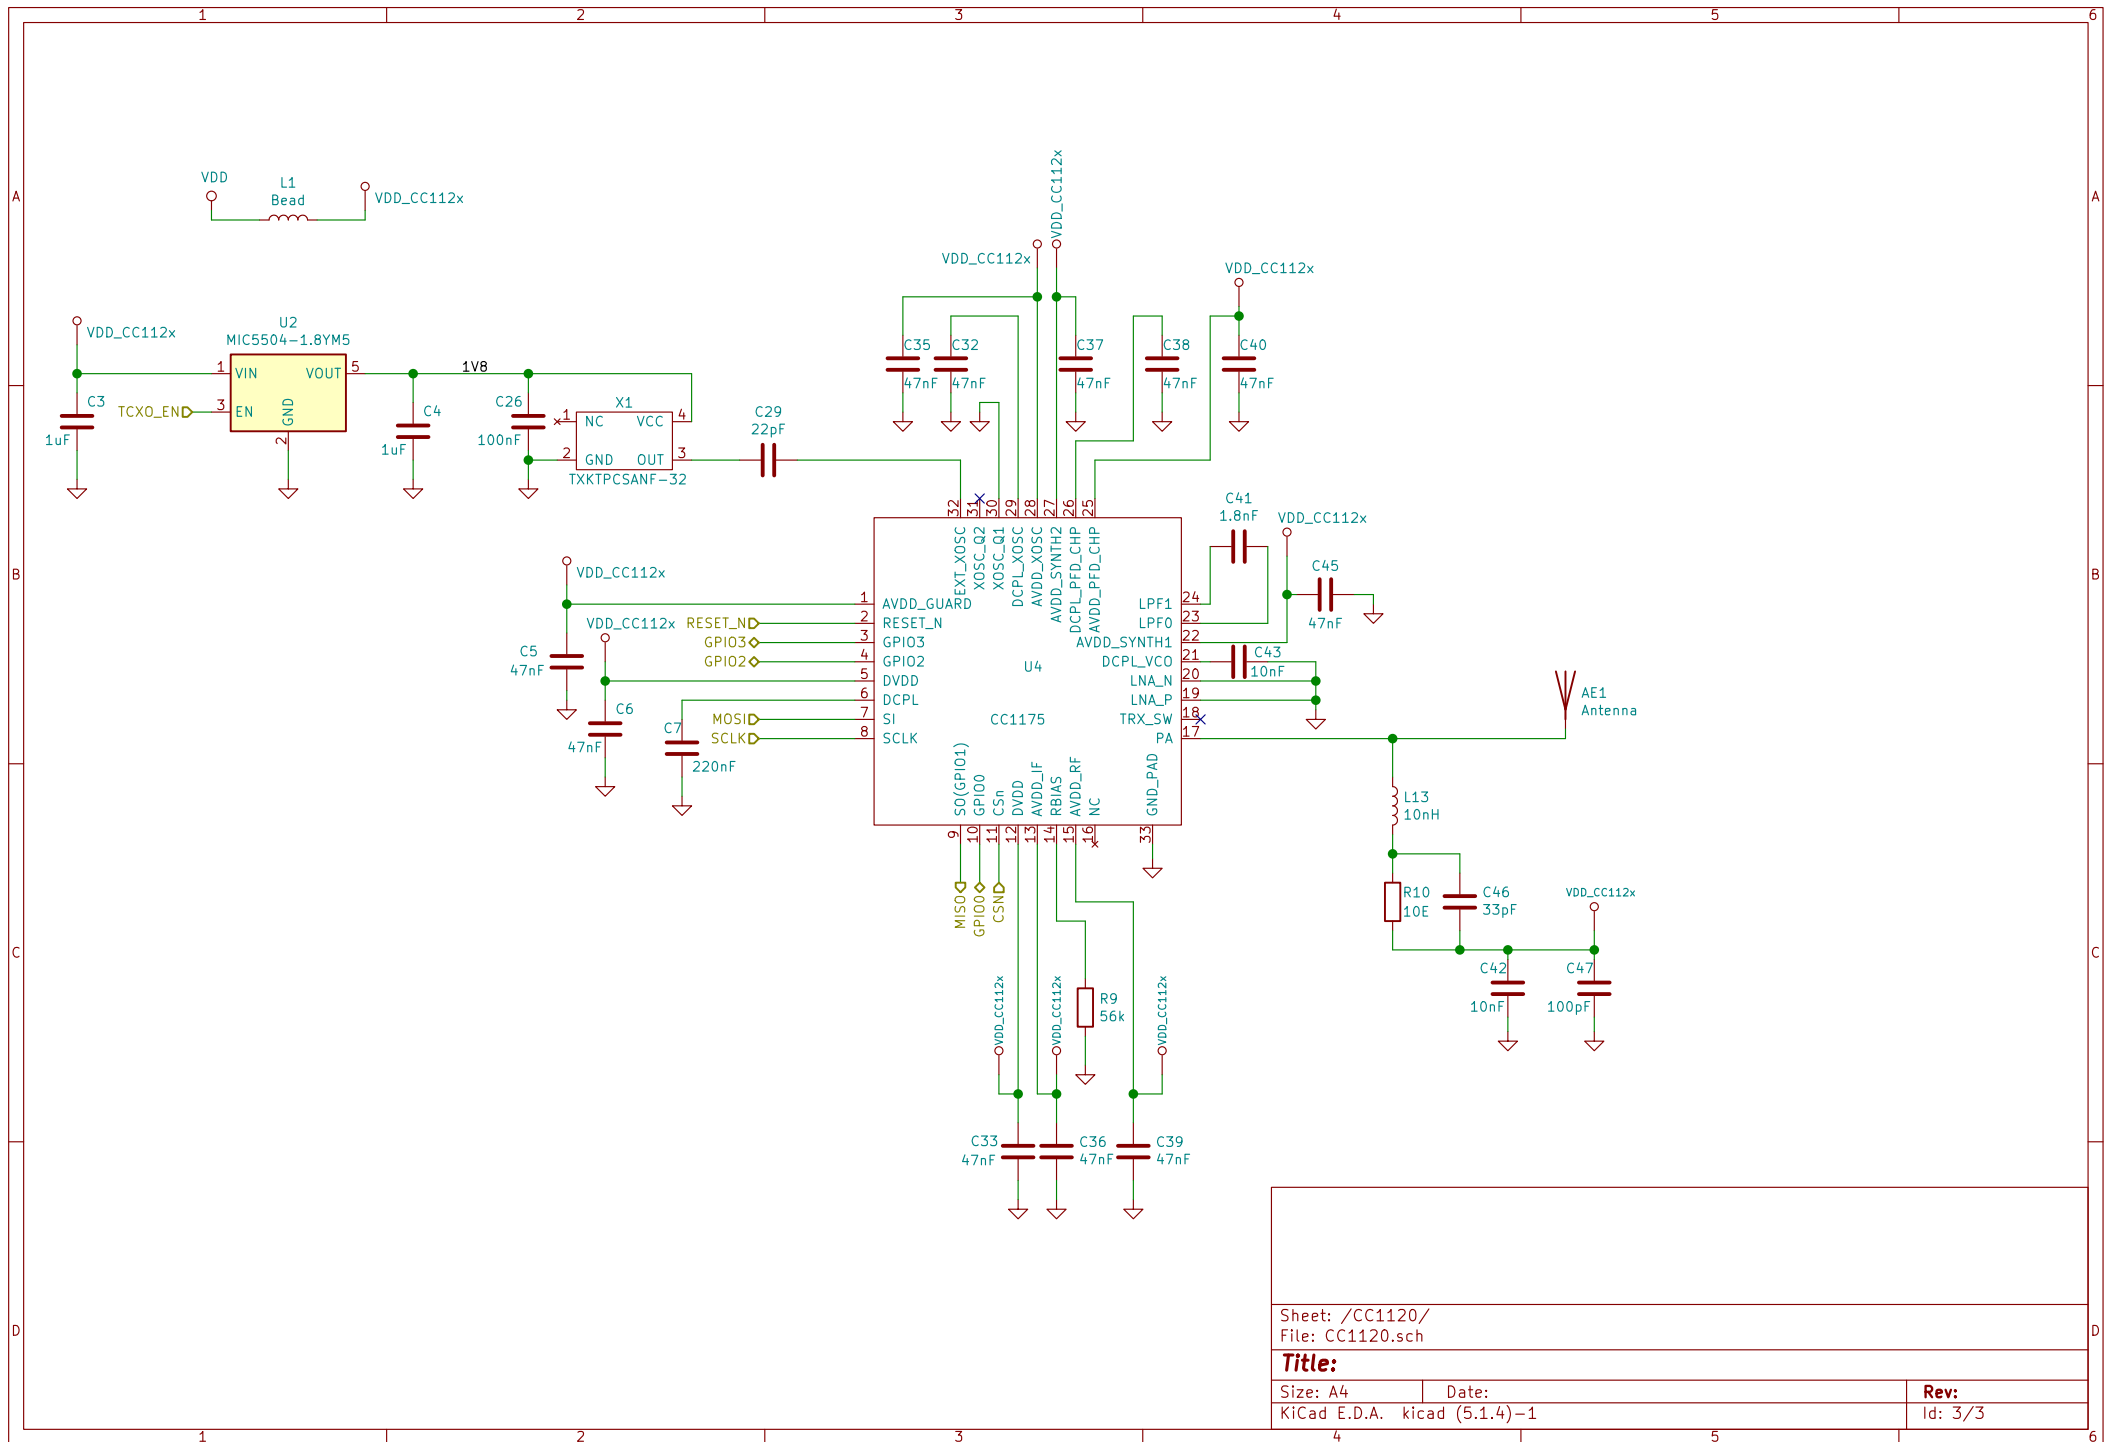 1 2 3 4 5 6
A
B
C
D
A
B
C
D
1 2 3 4 5 6
VDD
L1
Bead
VDD_CC112x
VDD_CC112x
U2
MIC5504-1.8YM5
1 VIN
VOUT 5
3 EN
GND
2
TCXO_EN
C3
1uF
C4
1uF
1V8
C26
100nF
X1
1 NC
VCC 4
2 GND
OUT 3
TXKTPCSANF-32
C29
22pF
VDD_CC112x
VDD_CC112x
VDD_CC112x
C35
47nF
C32
47nF
C37
47nF
C38
47nF
C40
47nF
32 EXT_XOSC
31 XOSC_Q2
30 XOSC_Q1
29 DCPL_XOSC
28 AVDD_XOSC
27 AVDD_SYNTH2
26 DCPL_PFD_CHP
25 AVDD_PFD_CHP
VDD_CC112x
VDD_CC112x
C5
47nF
C6
47nF
C7
220nF
RESET_N
GPIO3
GPIO2
MOSI
SCLK
1 AVDD_GUARD
2 RESET_N
3 GPIO3
4 GPIO2
5 DVDD
6 DCPL
7 SI
8 SCLK
U4
CC1175
LPF1 24
LPF0 23
AVDD_SYNTH1 22
DCPL_VCO 21
LNA_N 20
LNA_P 19
TRX_SW 18
PA 17
9 SO(GPIO1)
10 GPIO0
11 CSn
12 DVDD
13 AVDD_IF
14 RBIAS
15 AVDD_RF
16 NC
33 GND_PAD
C41
1.8nF
VDD_CC112x
C45
47nF
C43
10nF
AE1
Antenna
L13
10nH
R10
10E
C46
33pF
VDD_CC112x
C42
10nF
C47
100pF
MISO
GPIO0
CSN
VDD_CC112x
VDD_CC112x
VDD_CC112x
R9
56k
C33
47nF
C36
47nF
C39
47nF
Sheet: /CC1120/
File: CC1120.sch
Title:
Size: A4
Date:
Rev:
KiCad E.D.A. kicad (5.1.4)-1
Id: 3/3